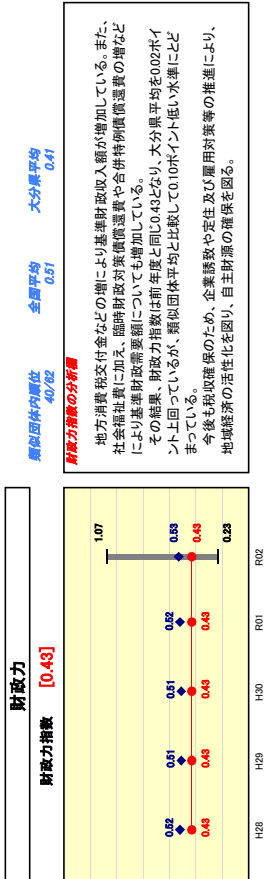 財政力
財政力指数 [0.43]
類似団体内順位
40/62
全国平均
0.51
大分県平均
0.41
1.07
0.52
0.51
0.51
0.52
0.53
0.43
0.43
0.43
0.43
0.43
0.23
H28
H29
H30
R01
R02
財政力指数の分析欄
地方消費税交付金などの増により基準財政収入額が増加している。また、
社会福祉費に加え、臨時財政対策債償還費や合併特例債償還費の増など
により基準財政需要額についても増加している。
その結果、財政力指数は前年度と同じ0.43となり、大分県平均を0.02ポイ
ント上回っているが、類似団体平均と比較して0.10ポイント低い水準にとど
まっている。
今後も税収確保のため、企業誘致や定住及び雇用対策等の推進により、
地域経済の活性化を図り、自主財源の確保を図る。